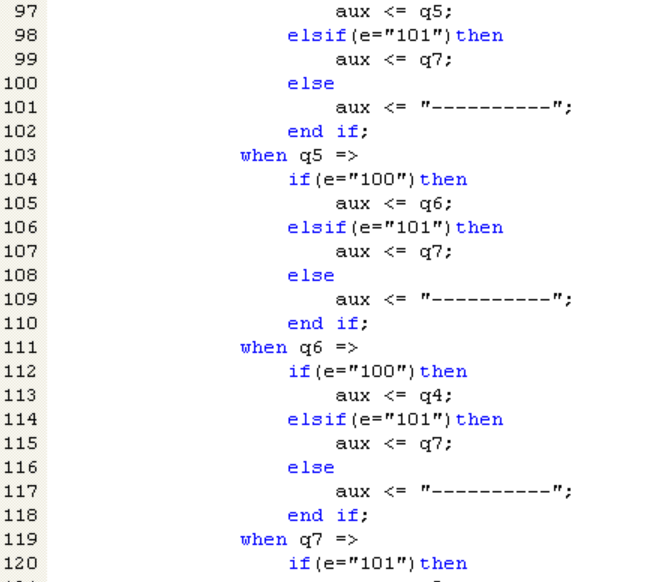 97 aux <= q5;
98 elsif(e="101")then
99 aux <= q7;
100 else
101 aux <= "----------";
102 end if;
103 when q5 =>
104 if(e="100")then
105 aux <= q6;
106 elsif(e="101")then
107 aux <= q7;
108 else
109 aux <= "----------";
110 end if;
111 when q6 =>
112 if(e="100")then
113 aux <= q4;
114 elsif(e="101")then
115 aux <= q7;
116 else
117 aux <= "----------";
118 end if;
119 when q7 =>
120 if(e="101")then